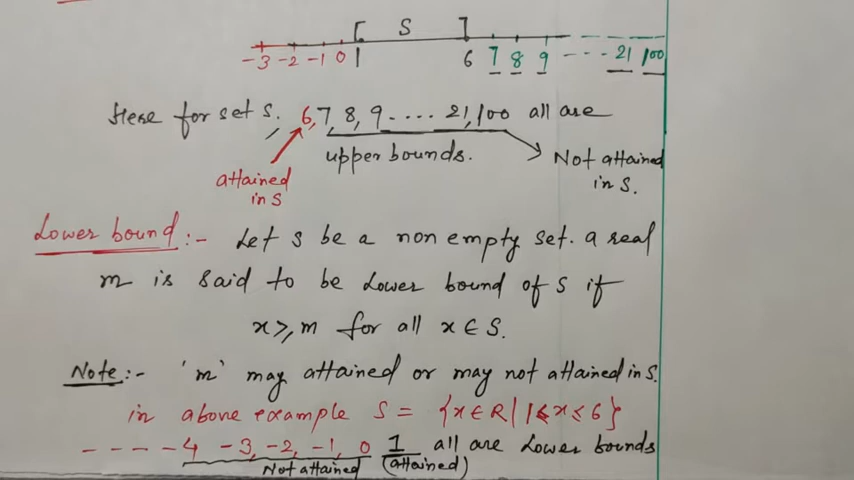 [ S ]
-3 -2 -1 0 1 6 7 8 9 ---- 21 100
Here for set S, 6,7,8,9.....21,100 all are
upper bounds. Not attained
attained in S.
in S
Lower bound :- Let S be a non empty set. a real
m is said to be Lower bound of S if
x≥m for all x∈S.
Note:- 'm' may attained or may not attained in S.
in above example S = {x∈R|1≤x≤6}
---- -4 -3, -2, -1, 0 1 all are Lower bounds
Not attained (attained)